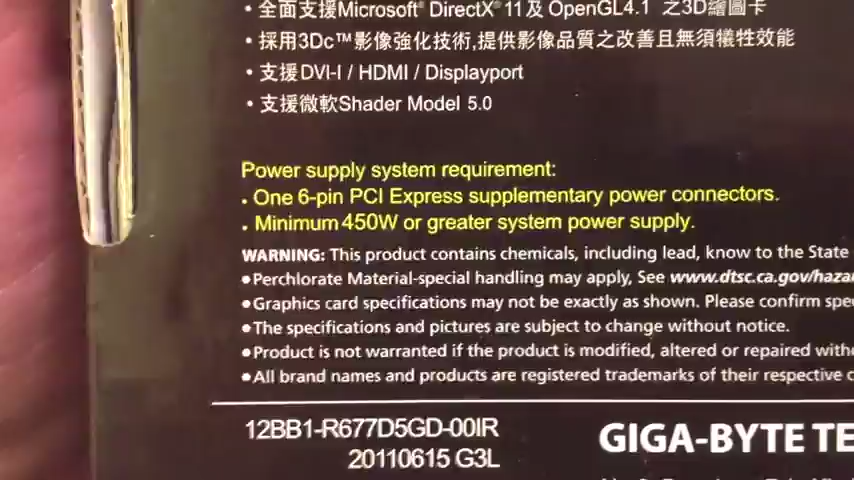 • 全面支援Microsoft® DirectX® 11及 OpenGL4.1 之3D繪圖卡
• 採用3Dc™影像強化技術,提供影像品質之改善且無須犧牲效能
• 支援DVI-I / HDMI / Displayport
• 支援微軟Shader Model 5.0
Power supply system requirement:
• One 6-pin PCI Express supplementary power connectors.
• Minimum 450W or greater system power supply.
WARNING: This product contains chemicals, including lead, know to the State
●Perchlorate Material-special handling may apply, See www.dtsc.ca.gov/hazar
●Graphics card specifications may not be exactly as shown. Please confirm spe
●The specifications and pictures are subject to change without notice.
●Product is not warranted if the product is modified, altered or repaired with
●All brand names and products are registered trademarks of their respective
12BB1-R677D5GD-00IR
20110615 G3L
GIGA-BYTE TE